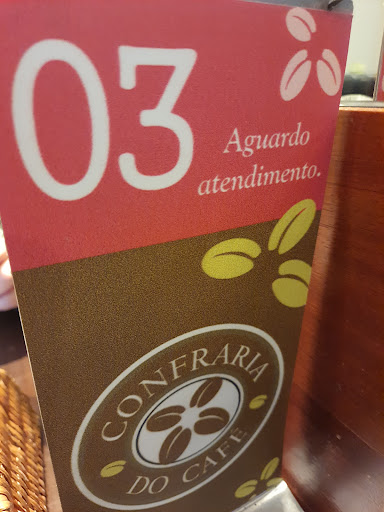 03
Aguardo
atendimento.
CONFRARIA
DO CAFÉ